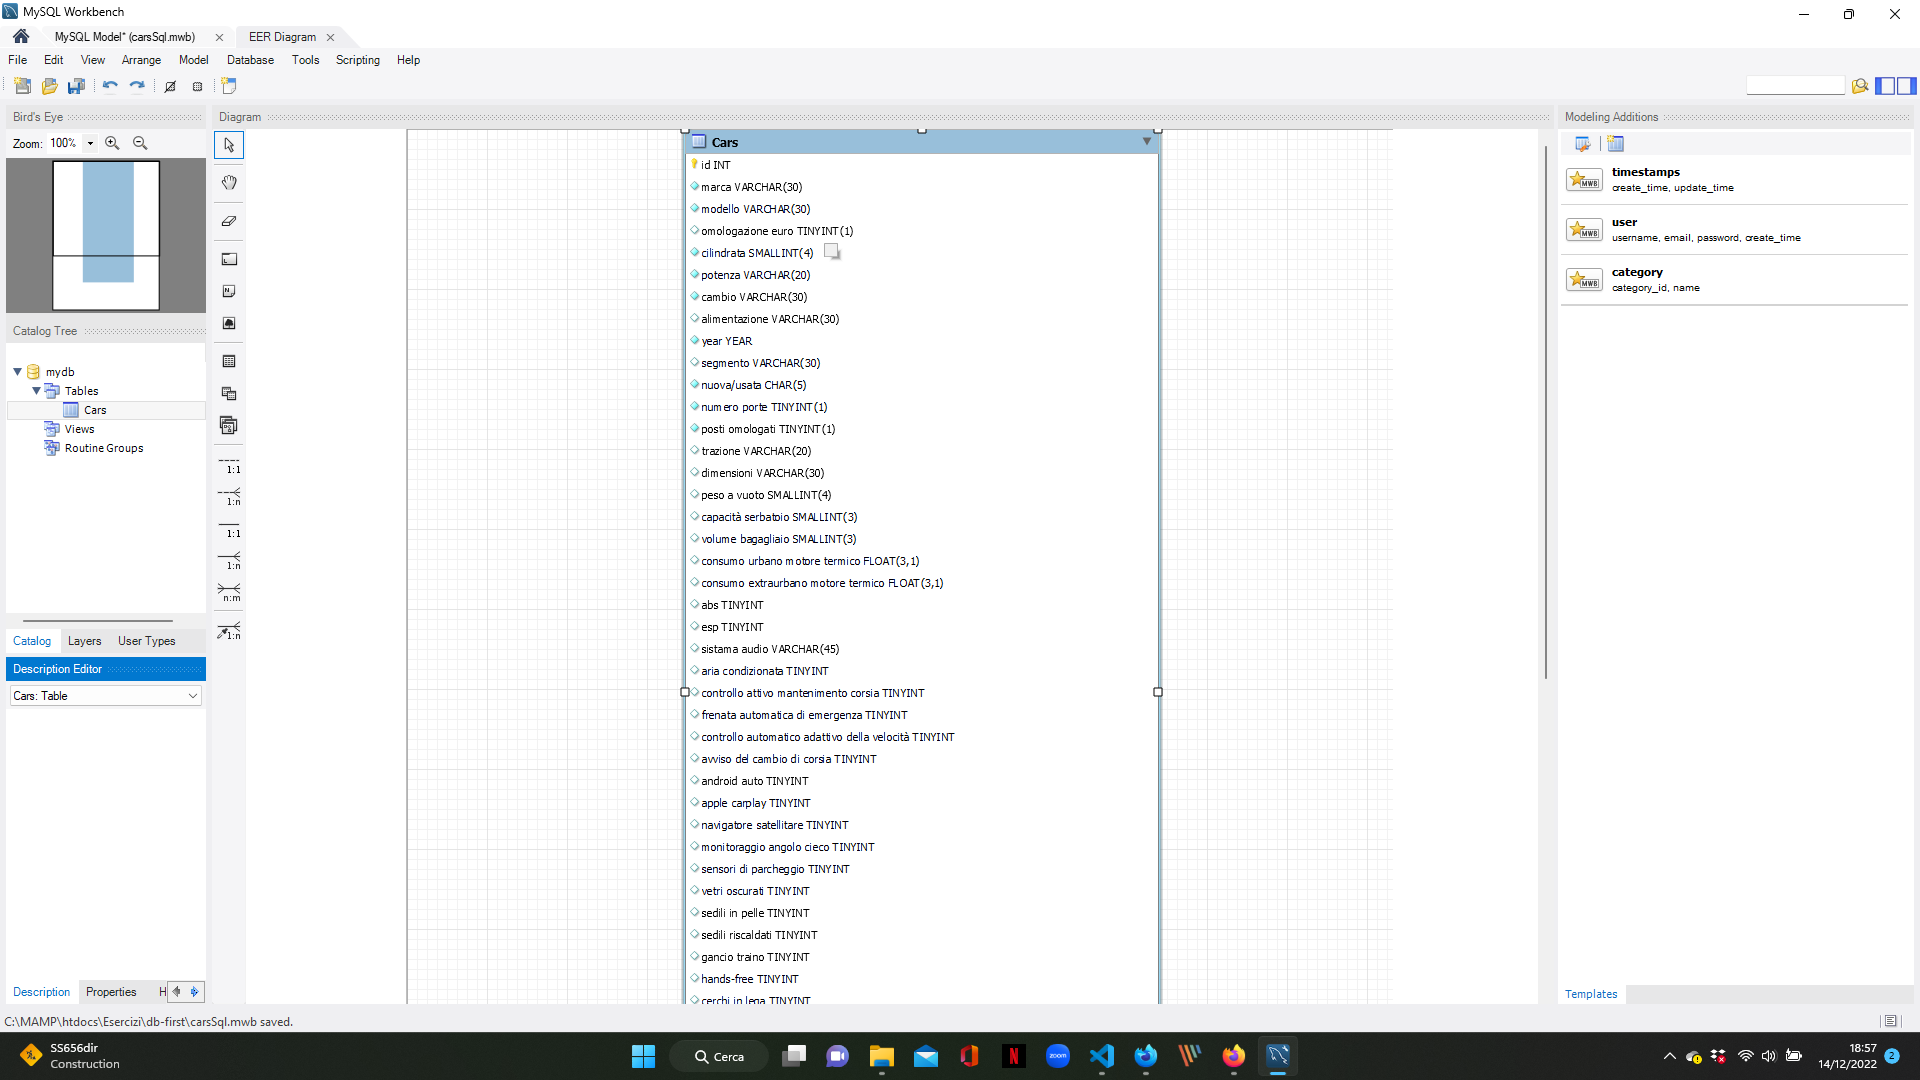 MySQL Workbench
MySQL Model* (carsSql.mwb)
EER Diagram
File Edit View Arrange Model Database Tools Scripting Help
Bird's Eye
Zoom: 100%
Catalog Tree
mydb
Tables
Cars
Views
Routine Groups
Catalog Layers User Types
Description Editor
Cars: Table
Description Properties H
Diagram
1:1
1:n
1:1
1:n
n:m
1:n
Cars
id INT
marca VARCHAR(30)
modello VARCHAR(30)
omologazione euro TINYINT(1)
cilindrata SMALLINT(4)
potenza VARCHAR(20)
cambio VARCHAR(30)
alimentazione VARCHAR(30)
year YEAR
segmento VARCHAR(30)
nuova/usata CHAR(5)
numero porte TINYINT(1)
posti omologati TINYINT(1)
trazione VARCHAR(20)
dimensioni VARCHAR(30)
peso a vuoto SMALLINT(4)
capacità serbatoio SMALLINT(3)
volume bagagliaio SMALLINT(3)
consumo urbano motore termico FLOAT(3,1)
consumo extraurbano motore termico FLOAT(3,1)
abs TINYINT
esp TINYINT
sistama audio VARCHAR(45)
aria condizionata TINYINT
controllo attivo mantenimento corsia TINYINT
frenata automatica di emergenza TINYINT
controllo automatico adattivo della velocità TINYINT
avviso del cambio di corsia TINYINT
android auto TINYINT
apple carplay TINYINT
navigatore satellitare TINYINT
monitoraggio angolo cieco TINYINT
sensori di parcheggio TINYINT
vetri oscurati TINYINT
sedili in pelle TINYINT
sedili riscaldati TINYINT
gancio traino TINYINT
hands-free TINYINT
cerchi in lega TINYINT
Modeling Additions
timestamps
create_time, update_time
user
username, email, password, create_time
category
category_id, name
Templates
C:\MAMP\htdocs\Esercizi\db-first\carsSql.mwb saved.
SS656dir
Construction
Cerca
zoom
18:57
14/12/2022
2